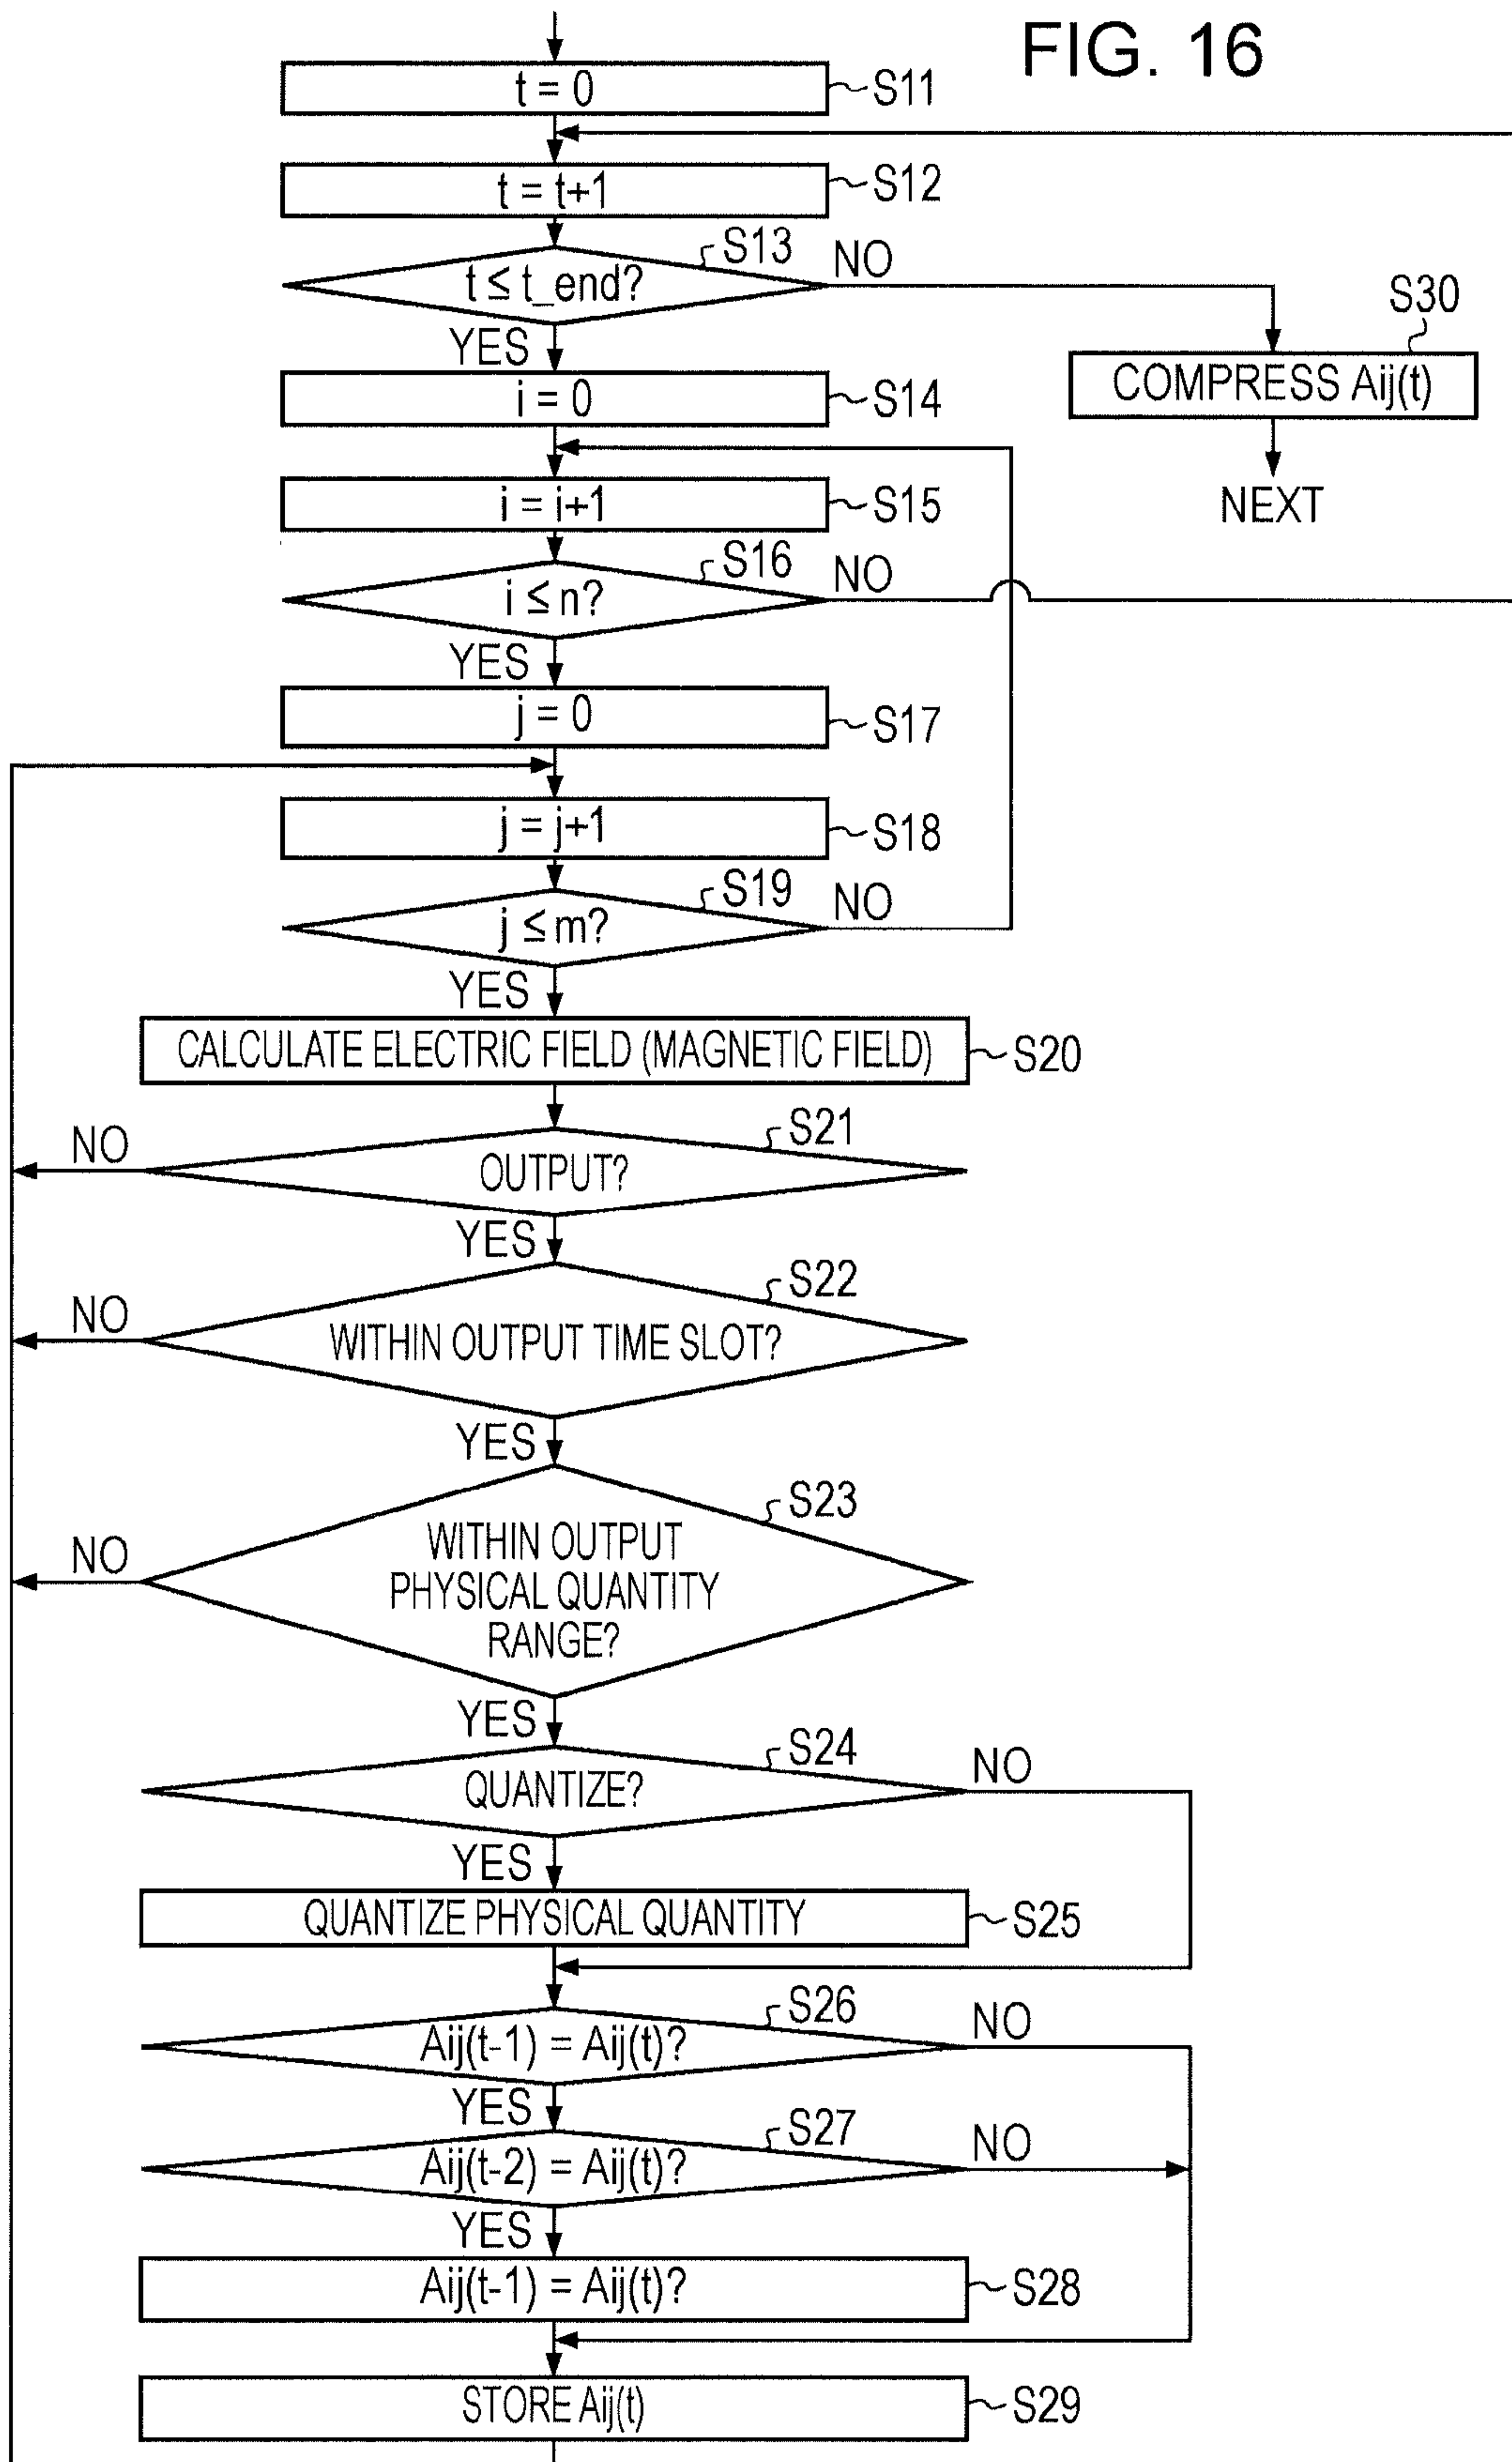 FIG. 16
t = 0
S11
t = t+1
S12
S13
t ≤ t_end?
NO
YES
S30
COMPRESS Aij(t)
NEXT
i = 0
S14
i = i+1
S15
S16
i ≤ n?
NO
YES
j = 0
S17
j = j+1
S18
S19
j ≤ m?
NO
YES
CALCULATE ELECTRIC FIELD (MAGNETIC FIELD)
S20
S21
OUTPUT?
NO
YES
S22
WITHIN OUTPUT TIME SLOT?
NO
YES
S23
WITHIN OUTPUT
PHYSICAL QUANTITY
RANGE?
NO
YES
S24
QUANTIZE?
NO
YES
QUANTIZE PHYSICAL QUANTITY
S25
S26
Aij(t-1) = Aij(t)?
NO
YES
S27
Aij(t-2) = Aij(t)?
NO
YES
Aij(t-1) = Aij(t)?
S28
STORE Aij(t)
S29